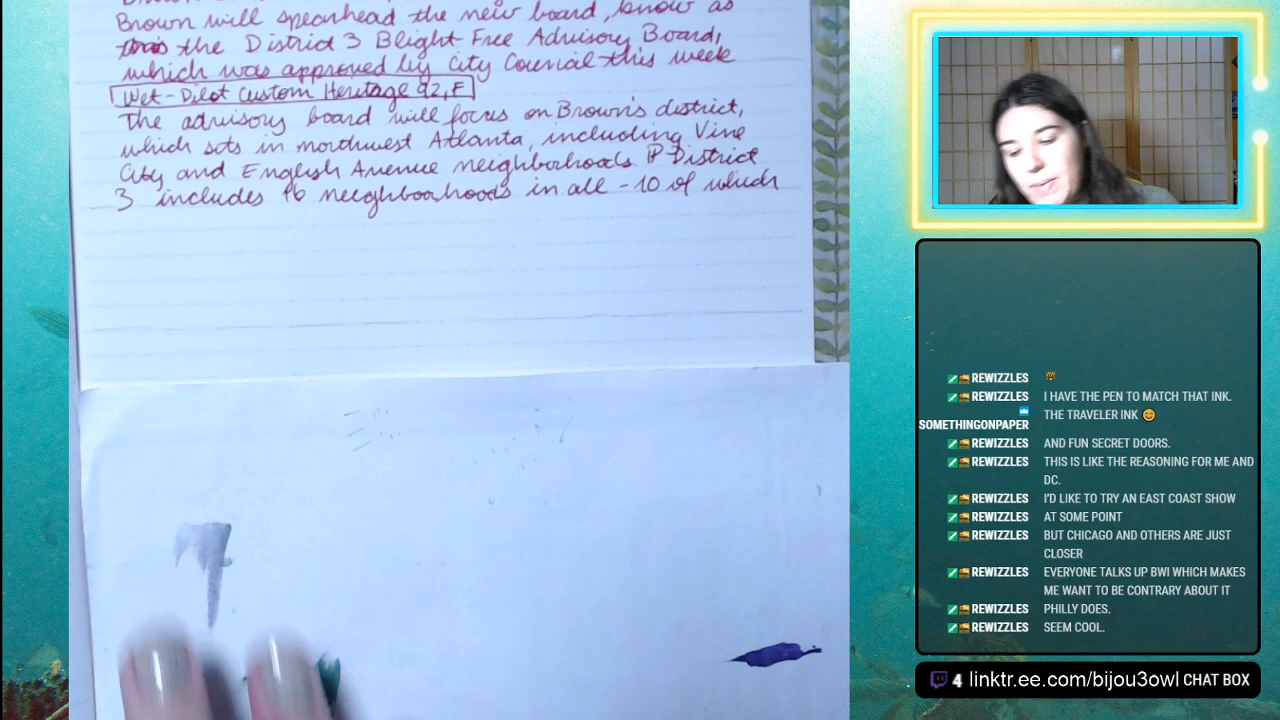 Brown will spearhead the new board, know as
the District 3 Blight Free Advisory Board,
which was approved by City Council this week
Wet - Pilot Custom Heritage 92, F
The advisory board will focus on Brown's district,
which sits in northwest Atlanta, including Vine
City and English Avenue neighborhoods. District
3 includes 16 neighboorhoods in all - 10 of which
REWIZZLES
REWIZZLES I HAVE THE PEN TO MATCH THAT INK.
SOMETHINGONPAPER THE TRAVELER INK 😊
REWIZZLES AND FUN SECRET DOORS.
REWIZZLES THIS IS LIKE THE REASONING FOR ME AND
DC.
REWIZZLES I'D LIKE TO TRY AN EAST COAST SHOW
REWIZZLES AT SOME POINT
REWIZZLES BUT CHICAGO AND OTHERS ARE JUST
CLOSER
REWIZZLES EVERYONE TALKS UP BWI WHICH MAKES
ME WANT TO BE CONTRARY ABOUT IT
REWIZZLES PHILLY DOES.
REWIZZLES SEEM COOL.
4 linktr.ee.com/bijou3owl CHAT BOX